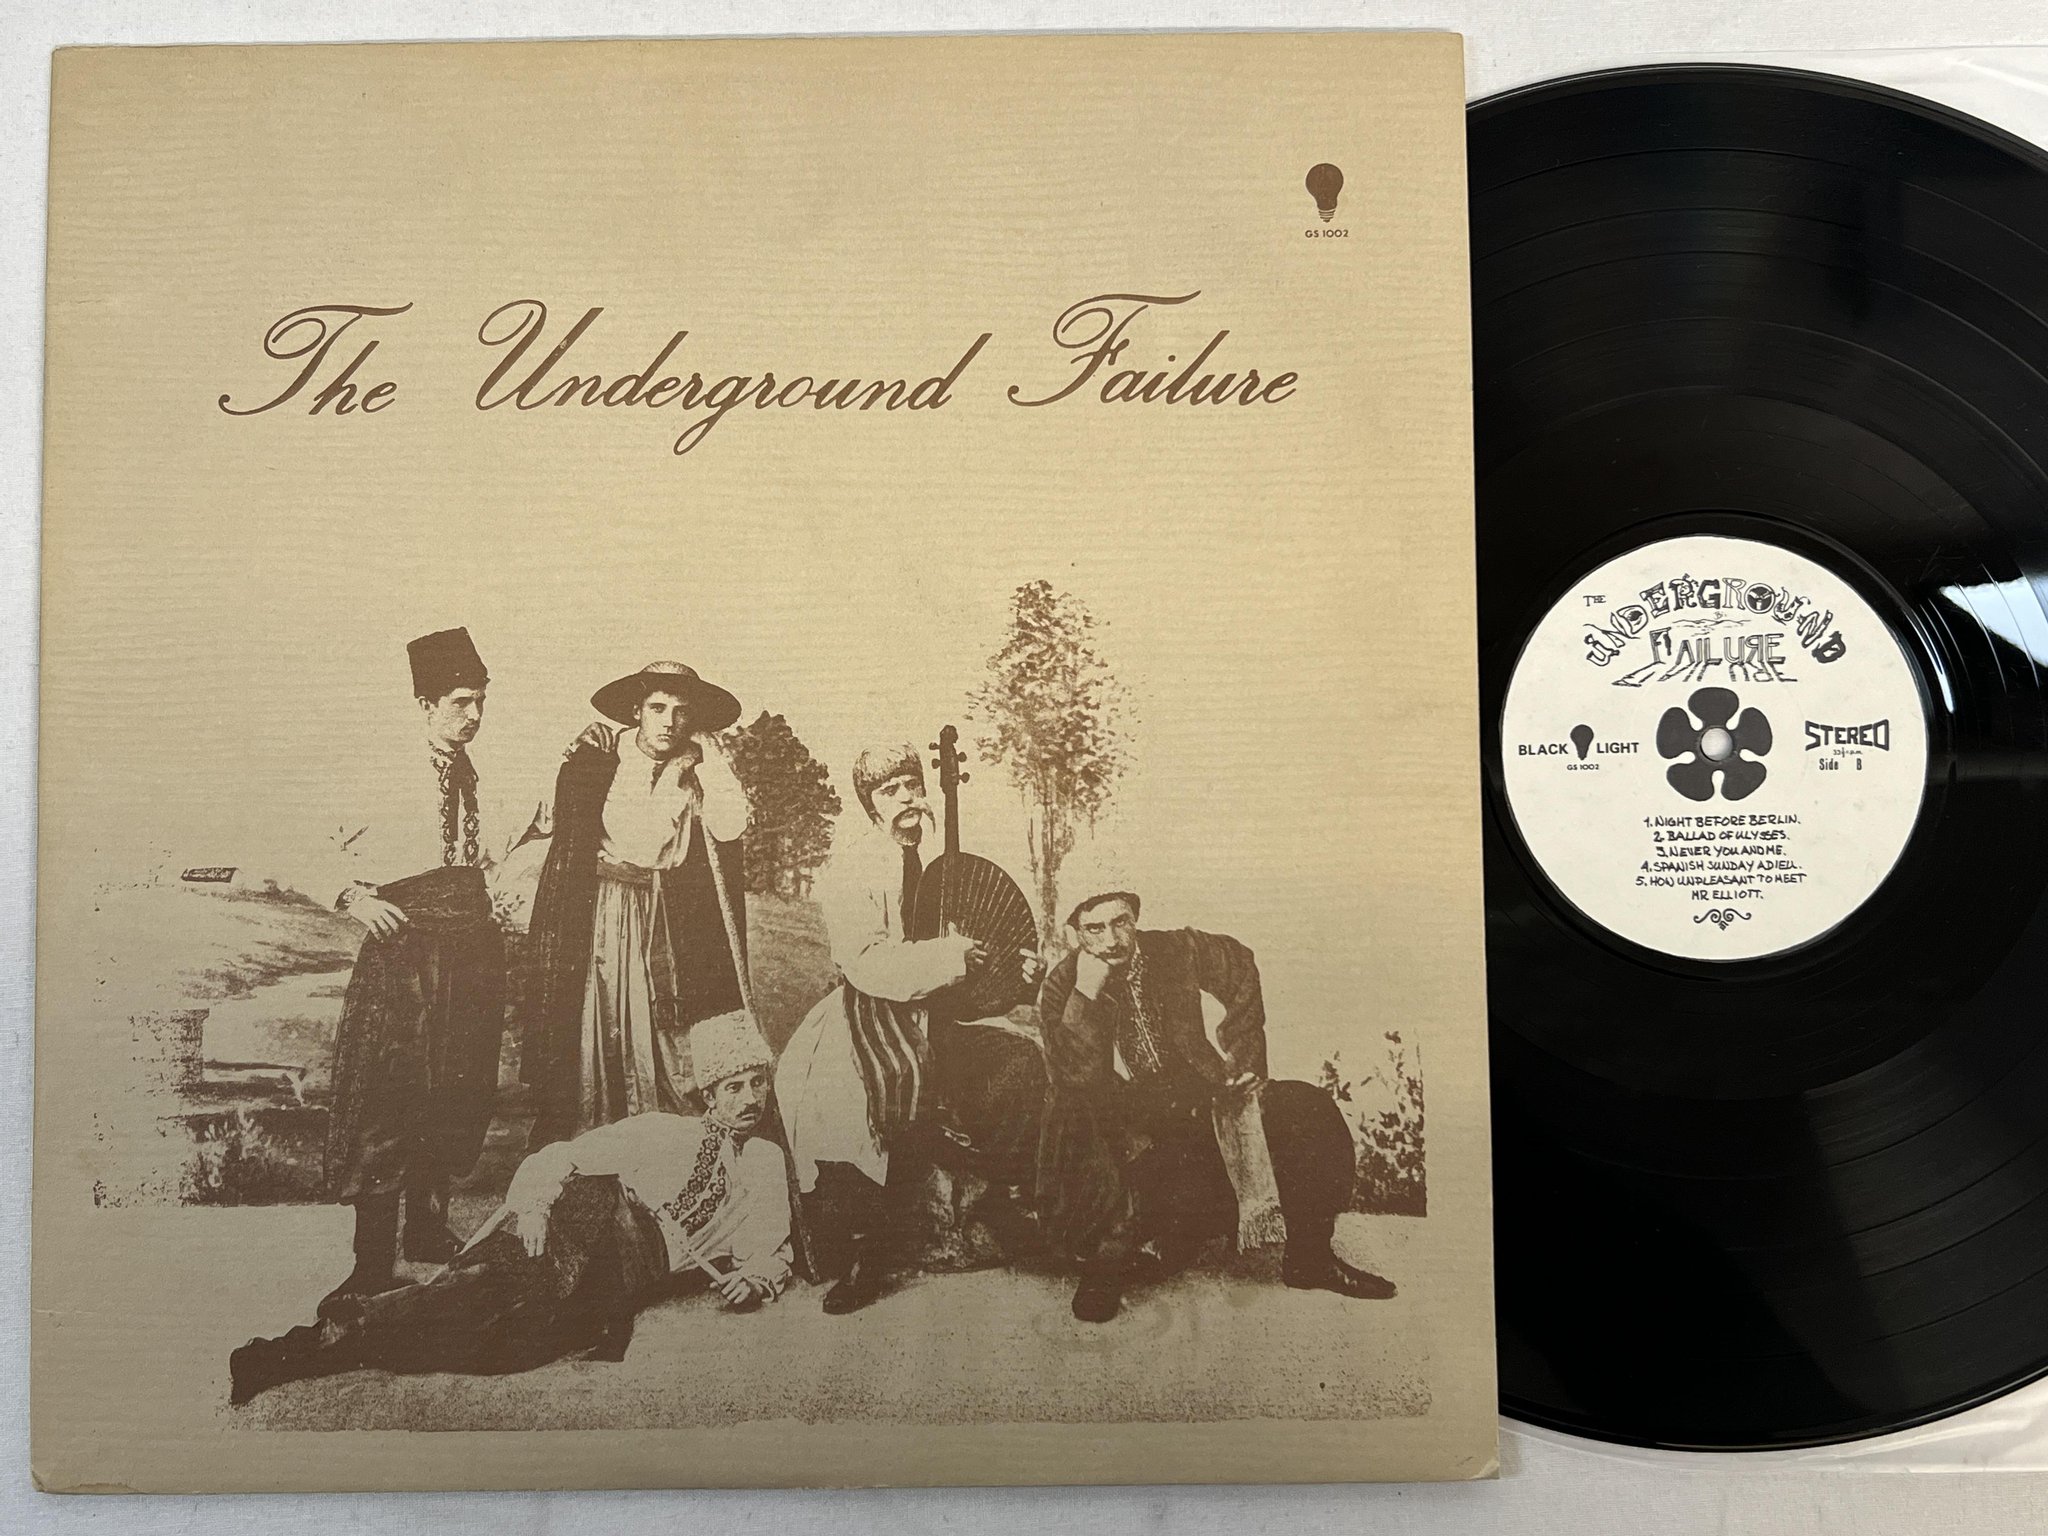 GS 1002
The Underground Failure
THE
UNDERGROUND
FAILURE
BLACK LIGHT
GS 1002
STEREO
33⅓ r.p.m.
Side B
1. NIGHT BEFORE BERLIN.
2. BALLAD OF ULYSSES.
3. NEVER YOU AND ME.
4. SPANISH SUNDAY ADIEU.
5. HOW UNPLEASANT TO MEET
MR ELLIOTT.